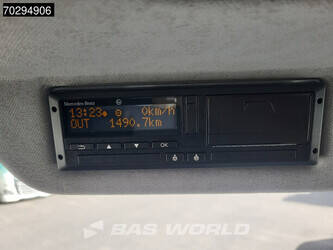 70294906
Mercedes-Benz
13:23 0km/h
OUT 1490.7km
OK
BAS WORLD